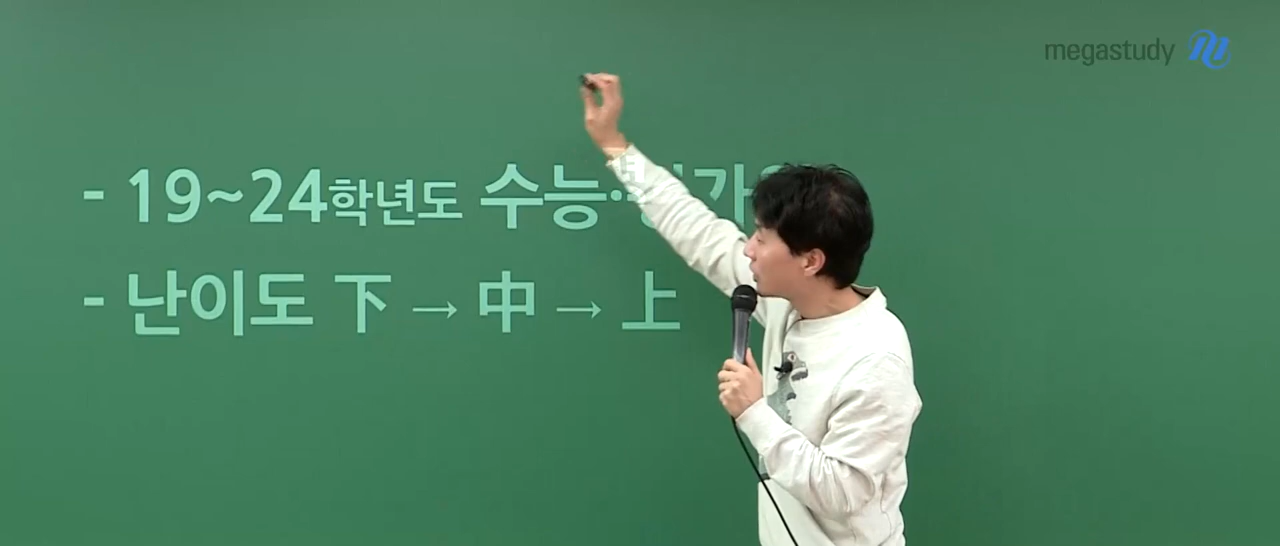 megastudy
- 19~24학년도 수능
- 난이도 下 → 中 → 上